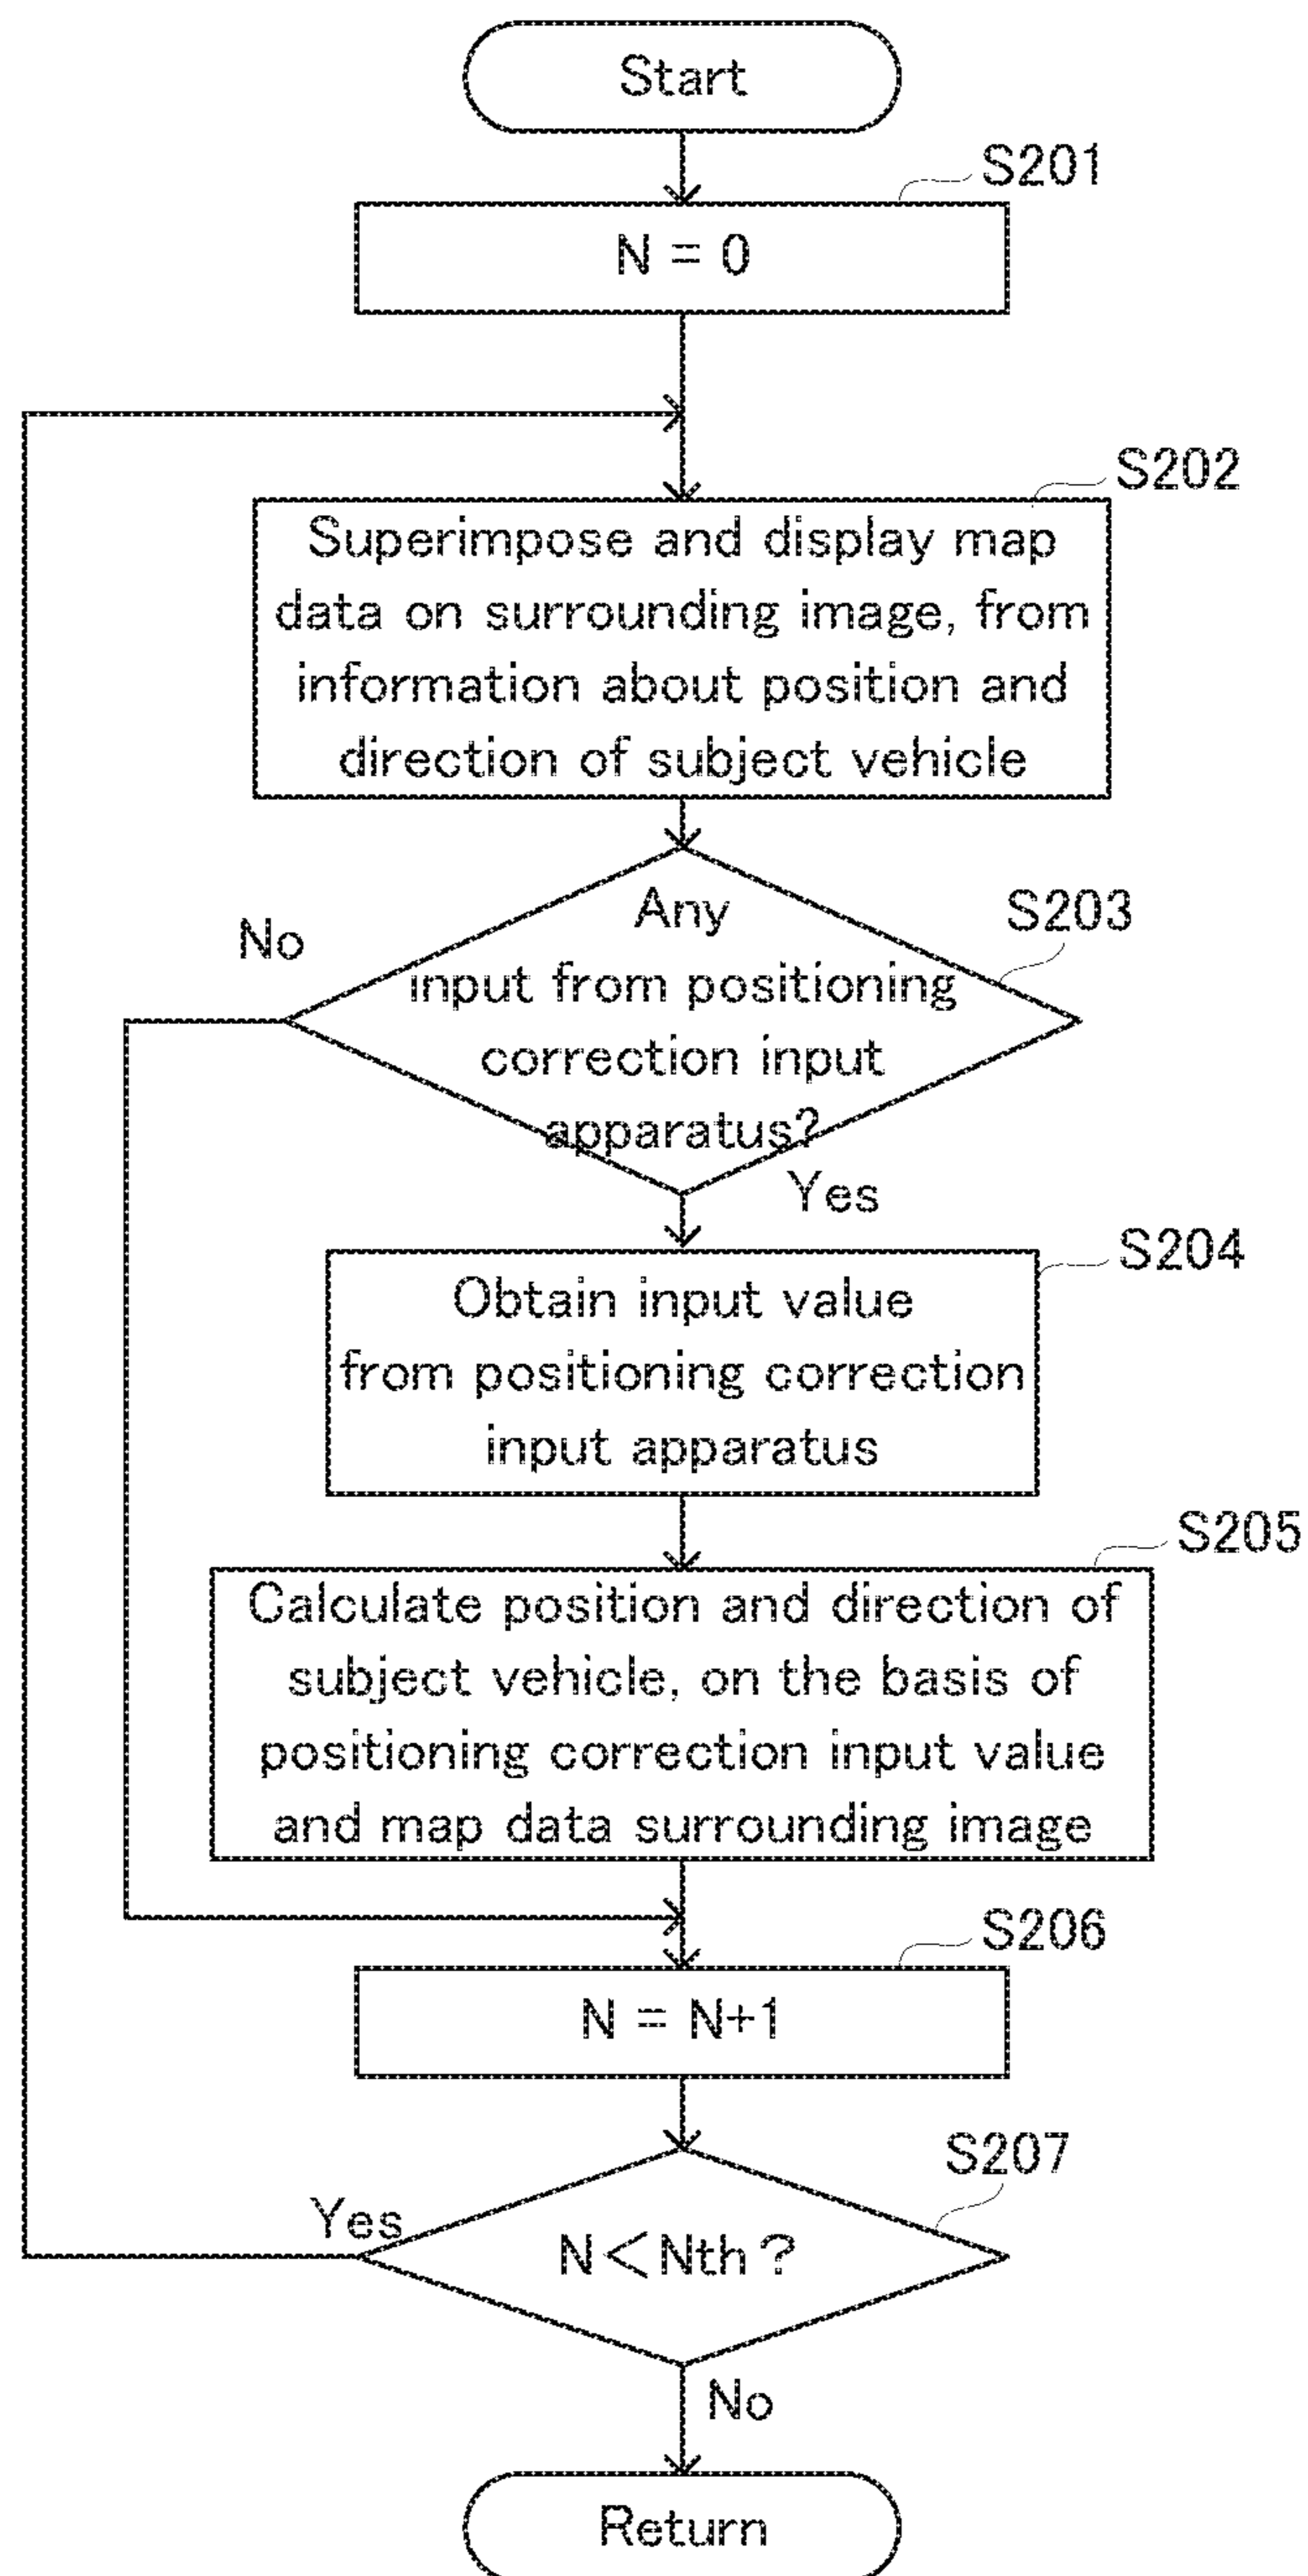 Start
S201
N = 0
S202
Superimpose and display map
data on surrounding image, from
information about position and
direction of subject vehicle
S203
No
Any
input from positioning
correction input
apparatus?
Yes
S204
Obtain input value
from positioning correction
input apparatus
S205
Calculate position and direction of
subject vehicle, on the basis of
positioning correction input value
and map data surrounding image
S206
N = N+1
S207
Yes
N<Nth?
No
Return